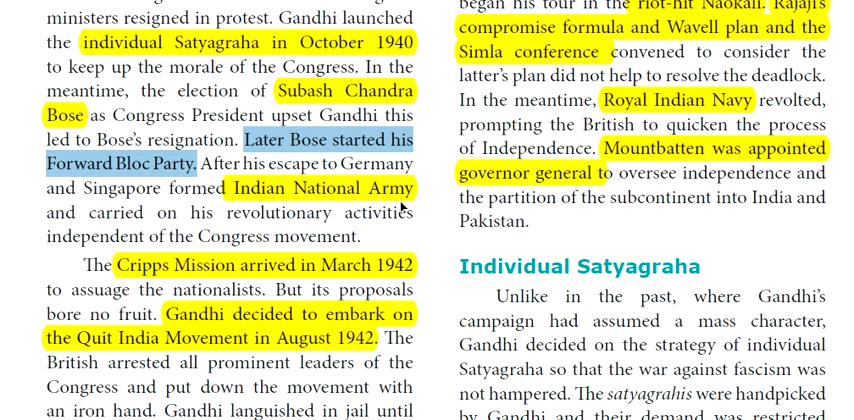 ministers resigned in protest. Gandhi launched
the individual Satyagraha in October 1940
to keep up the morale of the Congress. In the
meantime, the election of Subash Chandra
Bose as Congress President upset Gandhi this
led to Bose’s resignation. Later Bose started his
Forward Bloc Party. After his escape to Germany
and Singapore formed Indian National Army
and carried on his revolutionary activities
independent of the Congress movement.
The Cripps Mission arrived in March 1942
to assuage the nationalists. But its proposals
bore no fruit. Gandhi decided to embark on
the Quit India Movement in August 1942. The
British arrested all prominent leaders of the
Congress and put down the movement with
an iron hand. Gandhi languished in jail until
began his tour in the riot-hit Naokali. Rajaji’s
compromise formula and Wavell plan and the
Simla conference convened to consider the
latter’s plan did not help to resolve the deadlock.
In the meantime, Royal Indian Navy revolted,
prompting the British to quicken the process
of Independence. Mountbatten was appointed
governor general to oversee independence and
the partition of the subcontinent into India and
Pakistan.
Individual Satyagraha
Unlike in the past, where Gandhi’s
campaign had assumed a mass character,
Gandhi decided on the strategy of individual
Satyagraha so that the war against fascism was
not hampered. The satyagrahis were handpicked
by Gandhi and their demand was restricted